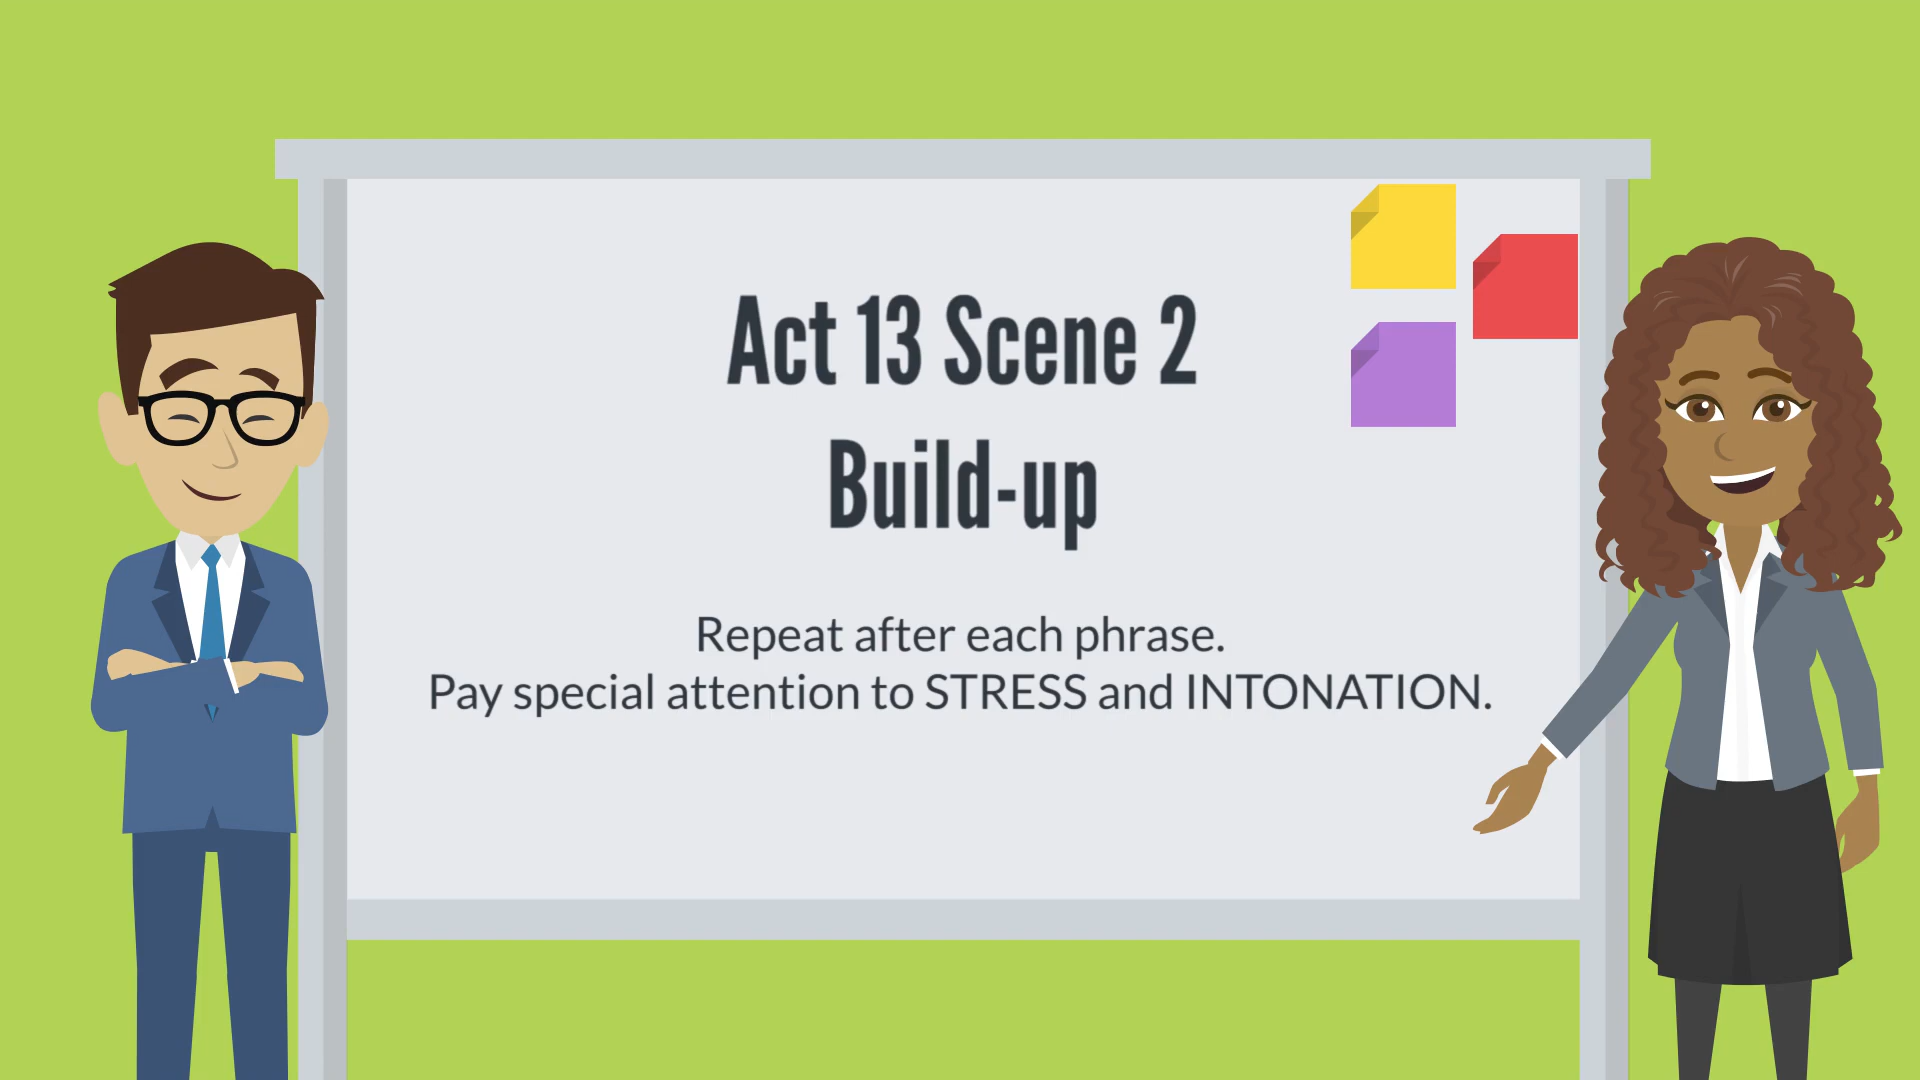 Act 13 Scene 2
Build-up
Repeat after each phrase.
Pay special attention to STRESS and INTONATION.